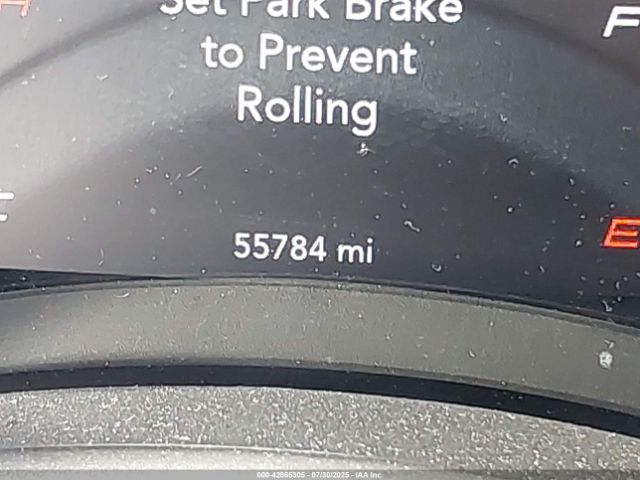 H
Set Park Brake
F
to Prevent
Rolling
C
55784 mi
E
000-42865305 - 07/30/2025 - IAA Inc.